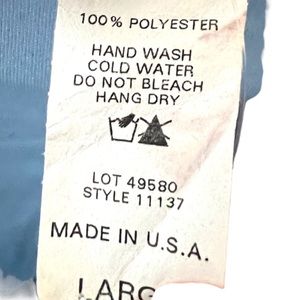 100% POLYESTER
HAND WASH
COLD WATER
DO NOT BLEACH
HANG DRY
LOT 49580
STYLE 11137
MADE IN U.S.A.